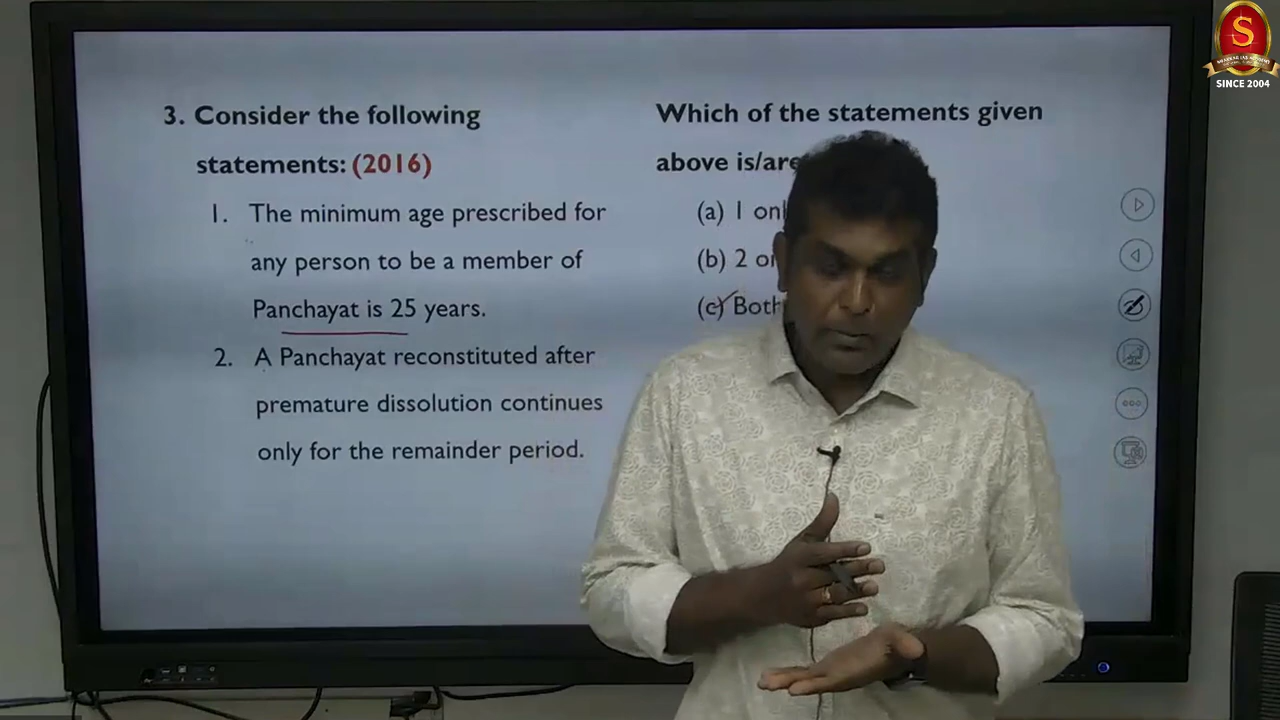 3. Consider the following
statements: (2016)
1. The minimum age prescribed for
any person to be a member of
Panchayat is 25 years.
2. A Panchayat reconstituted after
premature dissolution continues
only for the remainder period.
Which of the statements given
above is/are
(a) 1
(b) 2
(c) Both
S
SINCE 2004